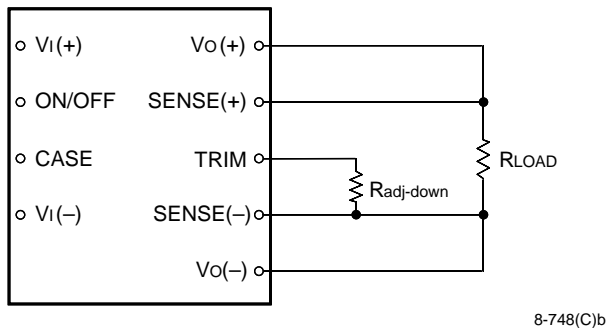 VI(+)
VO(+)
ON/OFF
SENSE(+)
CASE
TRIM
RLOAD
Radj-down
VI(–)
SENSE(–)
VO(–)
8-748(C)b